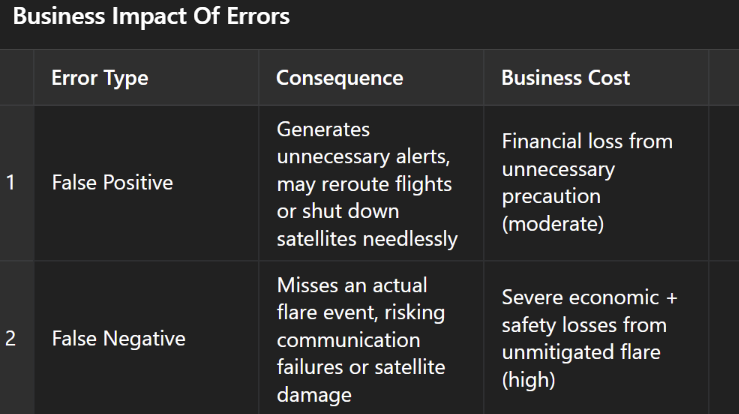 Business Impact Of Errors
Error Type Consequence Business Cost
1 False Positive
Generates
unnecessary alerts,
may reroute flights
or shut down
satellites needlessly
Financial loss from
unnecessary
precaution
(moderate)
2 False Negative
Misses an actual
flare event, risking
communication
failures or satellite
damage
Severe economic +
safety losses from
unmitigated flare
(high)